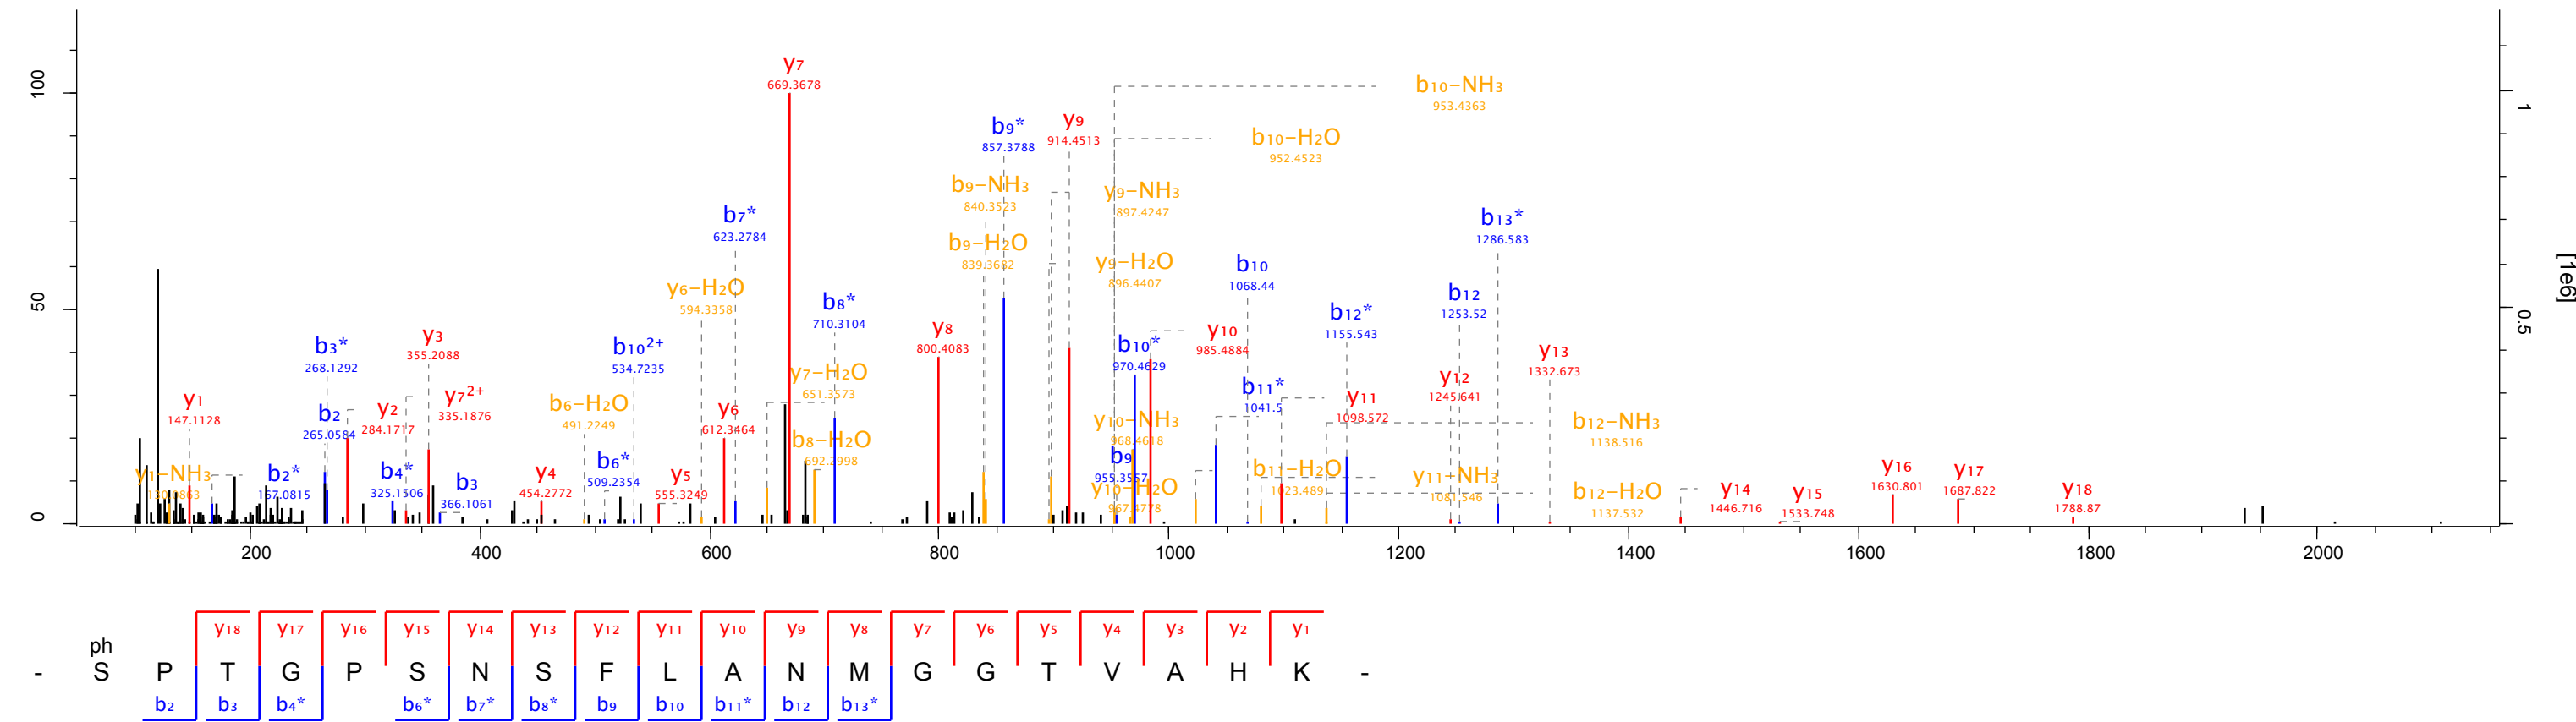 b₁₀-NH₃
953.4363
100
y₇
669.3678
1
b₉*
857.3788
y₉
914.4513
b₁₀-H₂O
952.4523
b₉-NH₃
840.3523
y₉-NH₃
897.4247
b₇*
623.2784
b₁₃*
1286.583
b₉-H₂O
839.3682
y₉-H₂O
896.4407
b₁₀
1068.44
[1e6]
y₆-H₂O
594.3358
b₁₂
1253.52
50
b₈*
710.3104
b₁₂*
1155.543
0.5
b₃*
268.1292
y₃
355.2088
b₁₀²⁺
534.7235
y₈
800.4083
b₁₀*
970.4629
y₁₀
985.4884
y₁₃
1332.673
y₇-H₂O
651.3573
y₁₂
1245.641
y₁
147.1128
b₂
265.0584
y₂
284.1717
y₇²⁺
335.1876
b₆-H₂O
491.2249
y₆
612.3464
b₁₁*
1041.5
y₁₁
1098.572
b₈-H₂O
692.2998
y₁₀-NH₃
968.4618
b₁₂-NH₃
1138.516
y₁-NH₃
130.0863
b₂*
167.0815
b₄*
325.1506
b₃
366.1061
y₄
454.2772
b₆*
509.2354
y₅
555.3249
b₉
955.3557
y₁₀-H₂O
967.4778
b₁₁-H₂O
1023.489
y₁₁-NH₃
1081.546
b₁₂-H₂O
1137.532
y₁₄
1446.716
y₁₅
1533.748
y₁₆
1630.801
y₁₇
1687.822
y₁₈
1788.87
0
200 400 600 800 1000 1200 1400 1600 1800 2000
y₁₈ y₁₇ y₁₆ y₁₅ y₁₄ y₁₃ y₁₂ y₁₁ y₁₀ y₉ y₈ y₇ y₆ y₅ y₄ y₃ y₂ y₁
ph
- S P T G P S N S F L A N M G G T V A H K -
b₂ b₃ b₄* b₆* b₇* b₈* b₉ b₁₀ b₁₁* b₁₂ b₁₃*